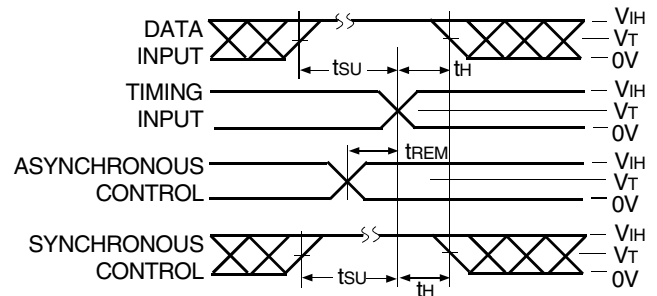 DATA INPUT
VIH
VT
0V
tSU
tH
TIMING INPUT
VIH
VT
0V
tREM
ASYNCHRONOUS CONTROL
VIH
VT
0V
SYNCHRONOUS CONTROL
VIH
VT
0V
tSU
tH